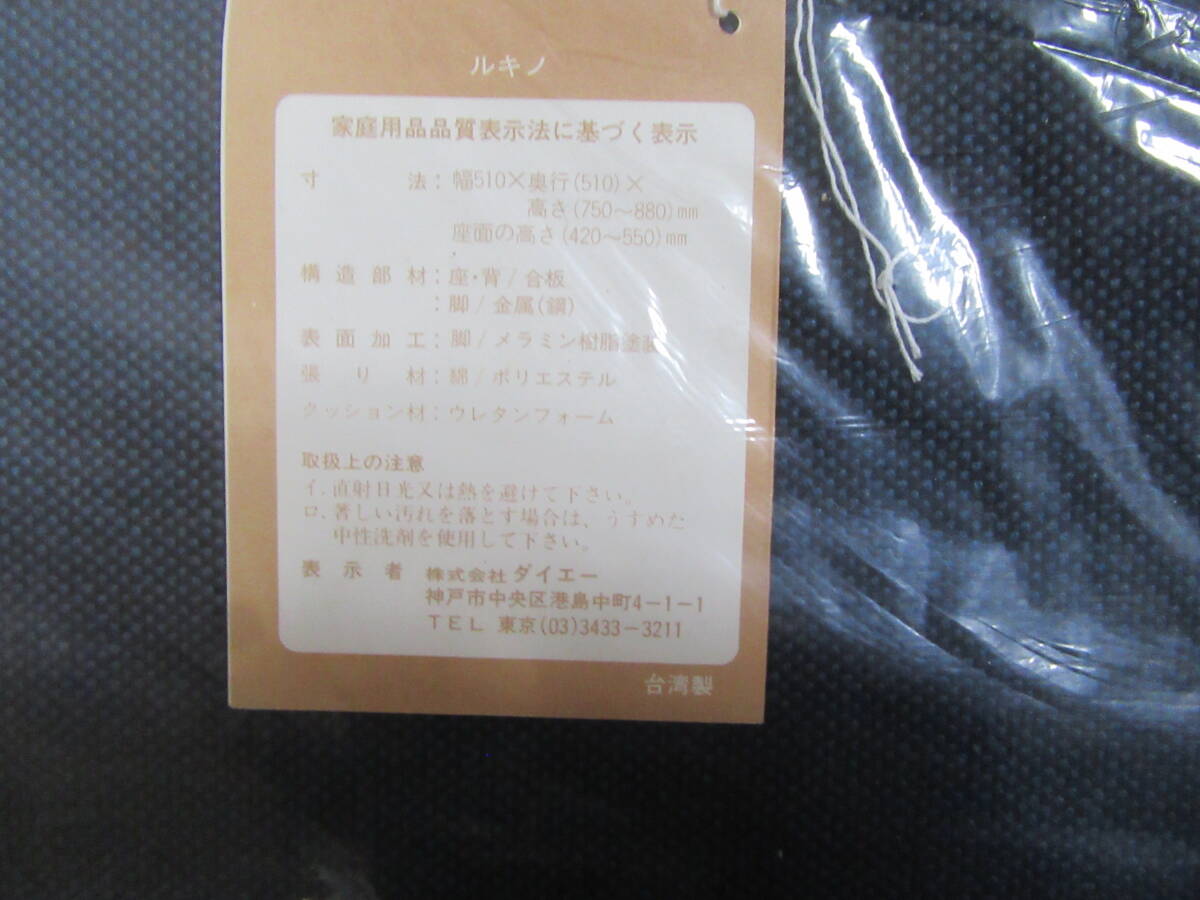 ルキノ
家庭用品品質表示法に基づく表示
寸法：幅510×奥行(510)×
高さ(750〜880)mm
座面の高さ(420〜550)mm
構造部材：座・背/合板
：脚/金属(鋼)
表面加工：脚/メラミン樹脂塗装
張り材：綿/ポリエステル
クッション材：ウレタンフォーム
取扱上の注意
イ. 直射日光又は熱を避けて下さい。
ロ. 著しい汚れを落とす場合は、うすめた
中性洗剤を使用して下さい。
表示者 株式会社 ダイエー
神戸市中央区港島中町4−1−1
TEL 東京(03)3433−3211
台湾製